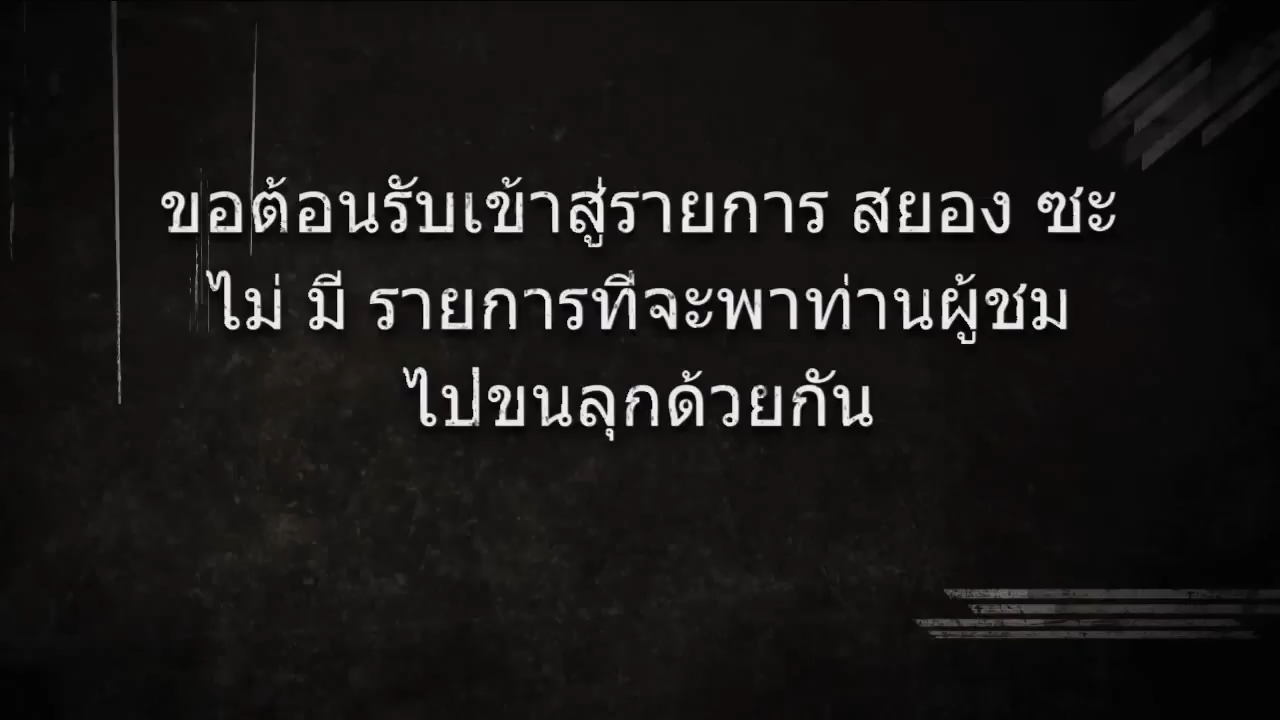 ขอต้อนรับเข้าสู่รายการ สยอง ซะ
ไม่ มี รายการที่จะพาท่านผู้ชม
ไปขนลุกด้วยกัน